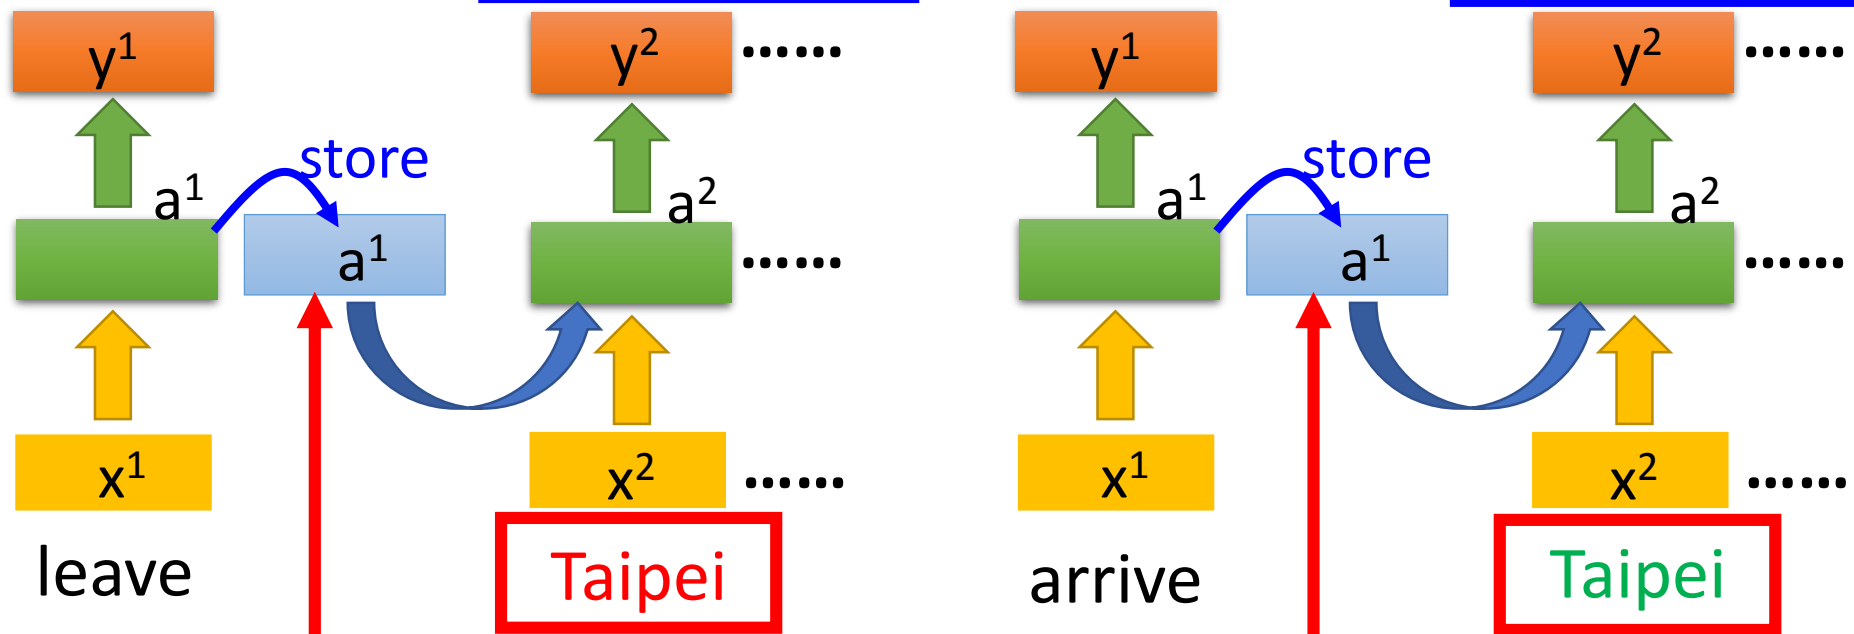 y¹ y² ······ y¹ y² ······
store store
a¹ a² a¹ a²
a¹ ······ a¹ ······
x¹ x² ······ x¹ x² ······
leave Taipei arrive Taipei